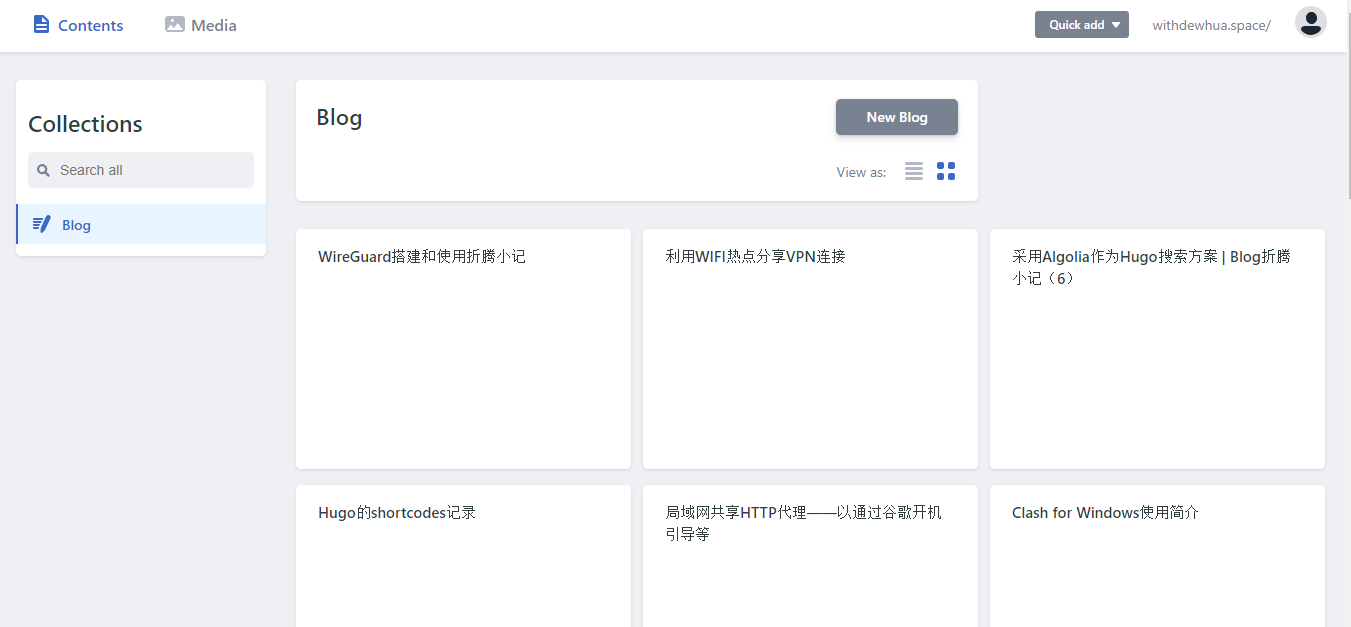 Contents
Media
Quick add
withdewhua.space/
Collections
Search all
Blog
Blog
New Blog
View as:
WireGuard搭建和使用折腾小记
利用WIFI热点分享VPN连接
采用Algolia作为Hugo搜索方案 | Blog折腾
小记（6）
Hugo的shortcodes记录
局域网共享HTTP代理——以通过谷歌开机
引导等
Clash for Windows使用简介